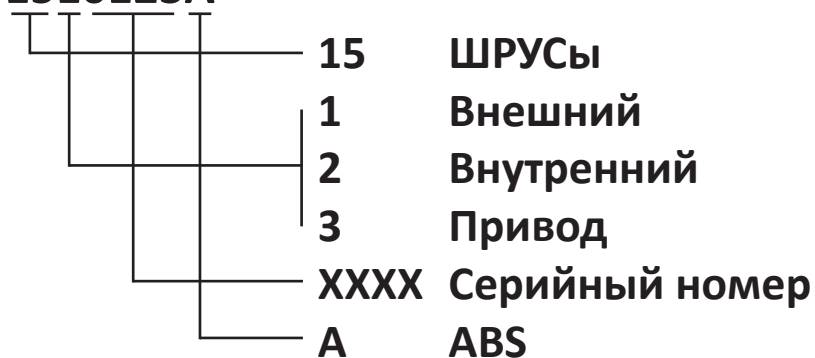 15 ШРУСы
1 Внешний
2 Внутренний
3 Привод
XXXX Серийный номер
A ABS